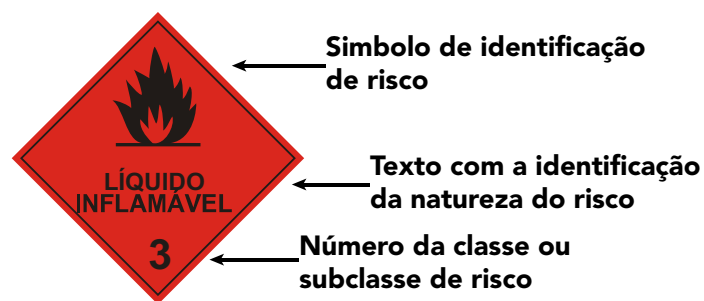 Simbolo de identificação
de risco
LÍQUIDO
INFLAMÁVEL
3
Texto com a identificação
da natureza do risco
Número da classe ou
subclasse de risco